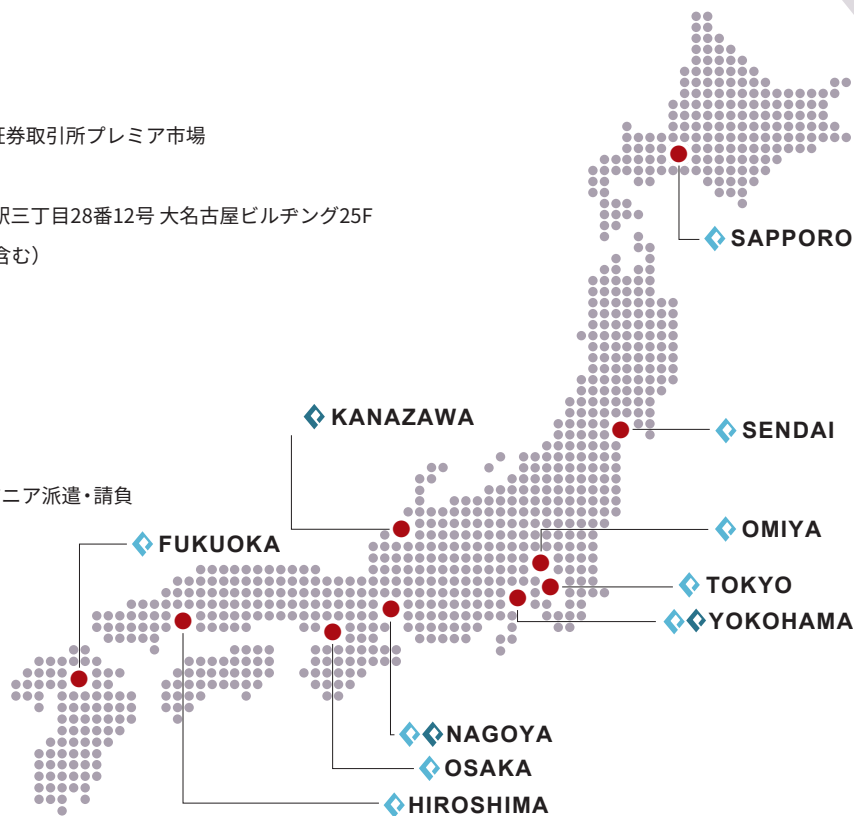 証券取引所プレミア市場
駅三丁目28番12号 大名古屋ビルヂング25F
含む）
SAPPORO
KANAZAWA
SENDAI
ニア派遣・請負
FUKUOKA
OMIYA
TOKYO
YOKOHAMA
NAGOYA
OSAKA
HIROSHIMA